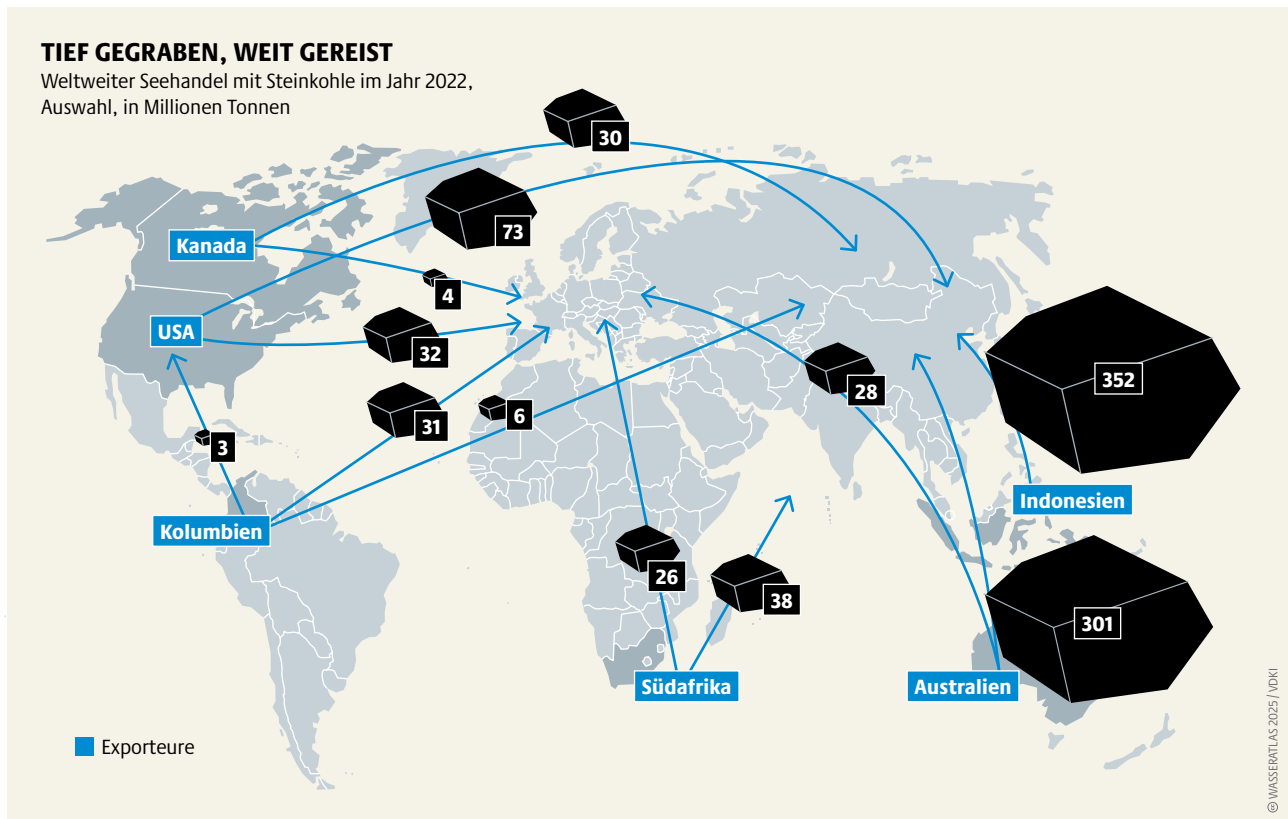 TIEF GEGRABEN, WEIT GEREIST
Weltweiter Seehandel mit Steinkohle im Jahr 2022,
Auswahl, in Millionen Tonnen
30
73
Kanada
4
USA
32
352
28
31
6
3
Indonesien
Kolumbien
26
38
301
Südafrika
Australien
Exporteure
© WASSERATLAS 2025 / VDKI